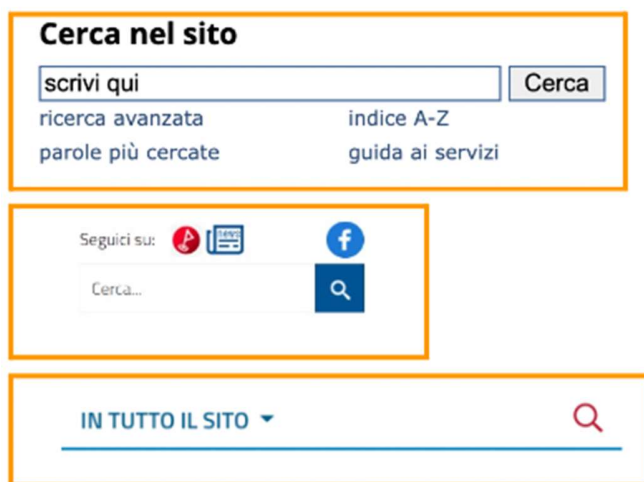 Cerca nel sito
scrivi qui Cerca
ricerca avanzata indice A-Z
parole più cercate guida ai servizi
Seguici su: news
Cerca...
IN TUTTO IL SITO